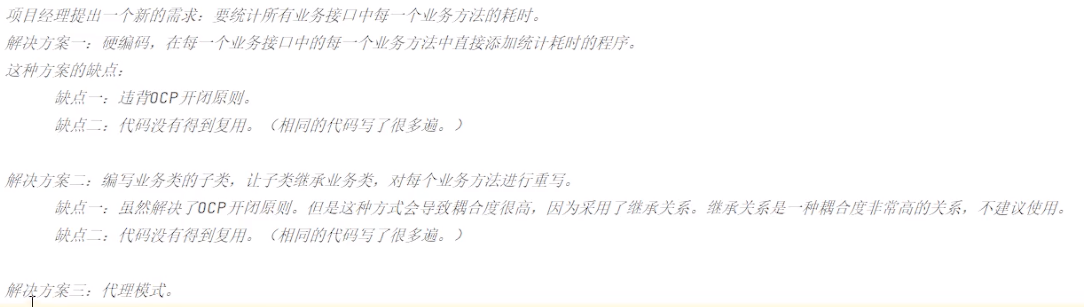 项目经理提出一个新的需求：要统计所有业务接口中每一个业务方法的耗时。
解决方案一：硬编码，在每一个业务接口中的每一个业务方法中直接添加统计耗时的程序。
这种方案的缺点：
缺点一：违背OCP开闭原则。
缺点二：代码没有得到复用。（相同的代码写了很多遍。）
解决方案二：编写业务类的子类，让子类继承业务类，对每个业务方法进行重写。
缺点一：虽然解决了OCP开闭原则。但是这种方式会导致耦合度很高，因为采用了继承关系。继承关系是一种耦合度非常高的关系，不建议使用。
缺点二：代码没有得到复用。（相同的代码写了很多遍。）
解决方案三：代理模式。